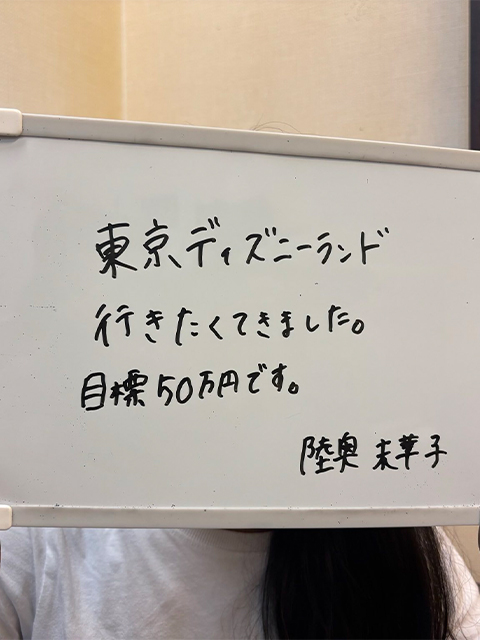 東京ディズニーランド
行きたくてきました。
目標50万円です。
陸奥 未華子